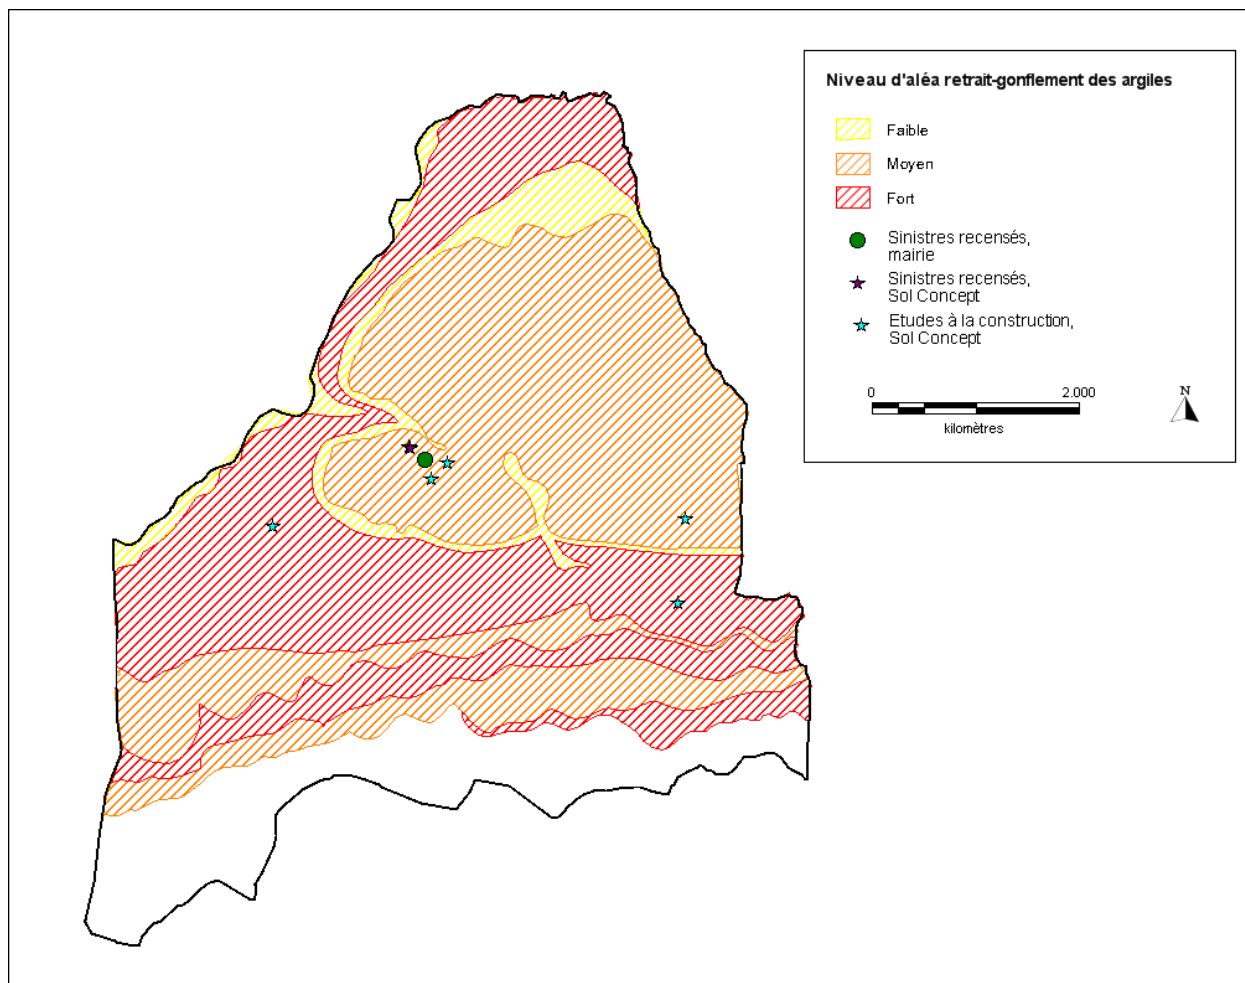 Niveau d'aléa retrait-gonflement des argiles
Faible
Moyen
Fort
Sinistres recensés,
mairie
Sinistres recensés,
Sol Concept
Etudes à la construction,
Sol Concept
0 2.000
kilomètres
N